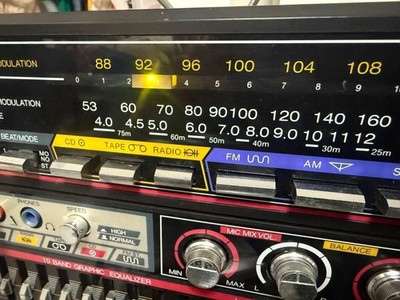 ODULATION 88 92 96 100 104 108
0 1 2 4 5 6 7 8 9 10
ODULATION 53 60 70 80 90 100 120 140 160
4.0 4.5 5.0 6.0 7.0 8.0 9.0 10 11 12
75m 60m 50m 40m 30m 25m
BEAT/MODE MO NO ST CD TAPE RADIO
FM AM S
PHONES SPEED HIGH NORMAL
MIC MIX VOL BALANCE
MIN MAX L
10 BAND GRAPHIC EQUALIZER